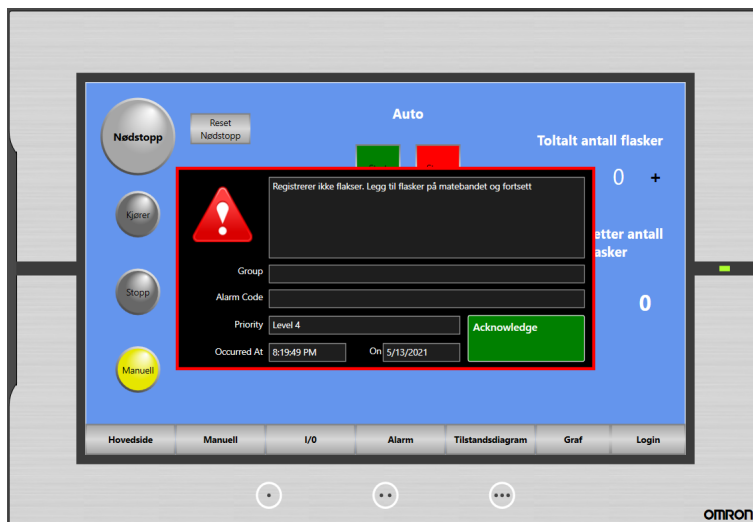 Auto
Nødstopp
Reset
Nødstopp
Toltalt antall flasker
0 +
Kjører
Registrerer ikke flakser. Legg til flasker på matebandet og fortsett
etter antall
asker
Group
Stopp
Alarm Code
0
Priority
Level 4
Acknowledge
Occurred At
8:19:49 PM
On
5/13/2021
Manuell
Hovedside
Manuell
I/0
Alarm
Tilstandsdiagram
Graf
Login
OMRON